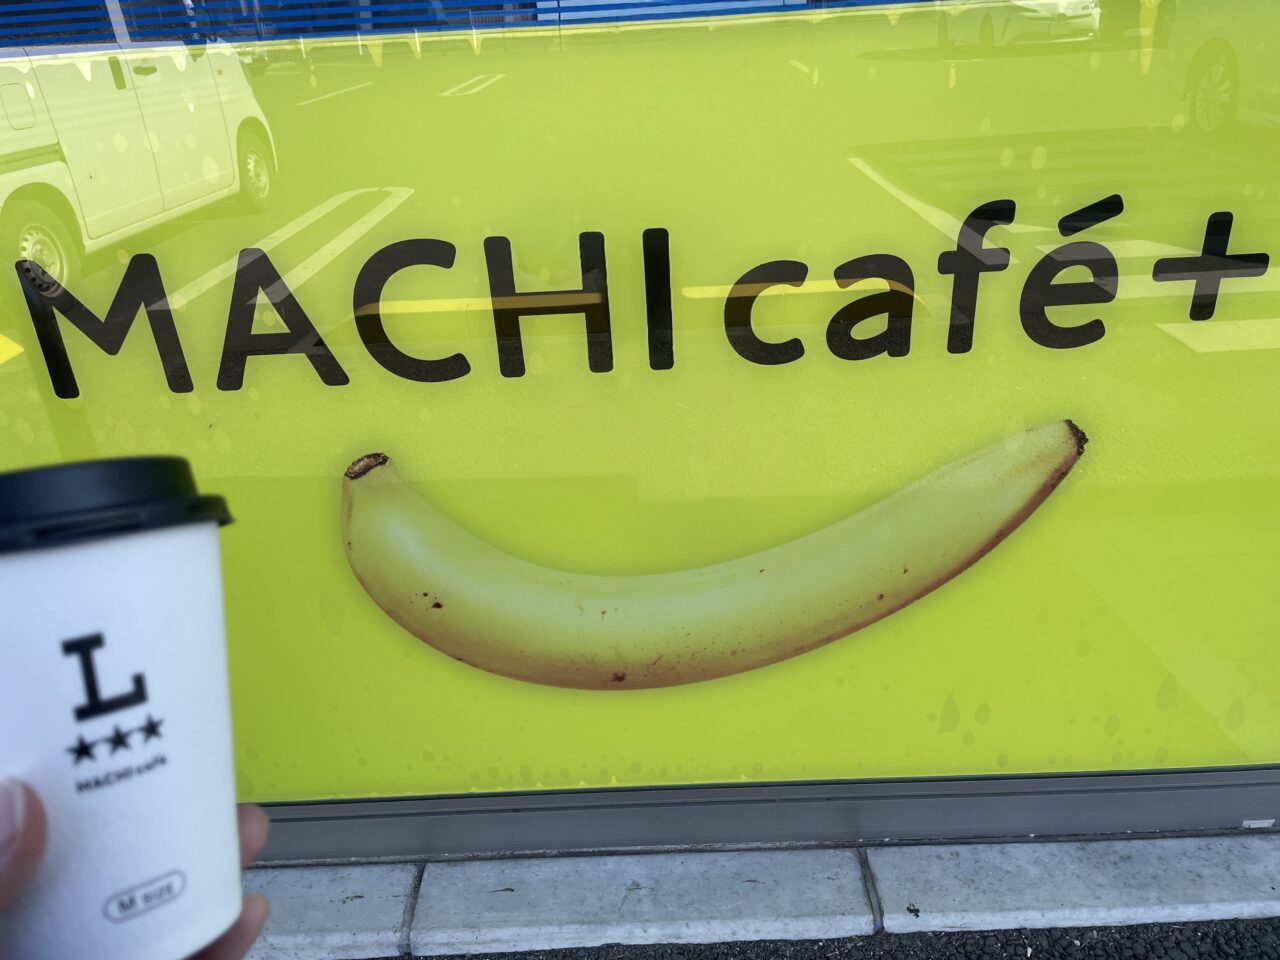 MACHI café +
L
★★★
MACHI café
M SIZE